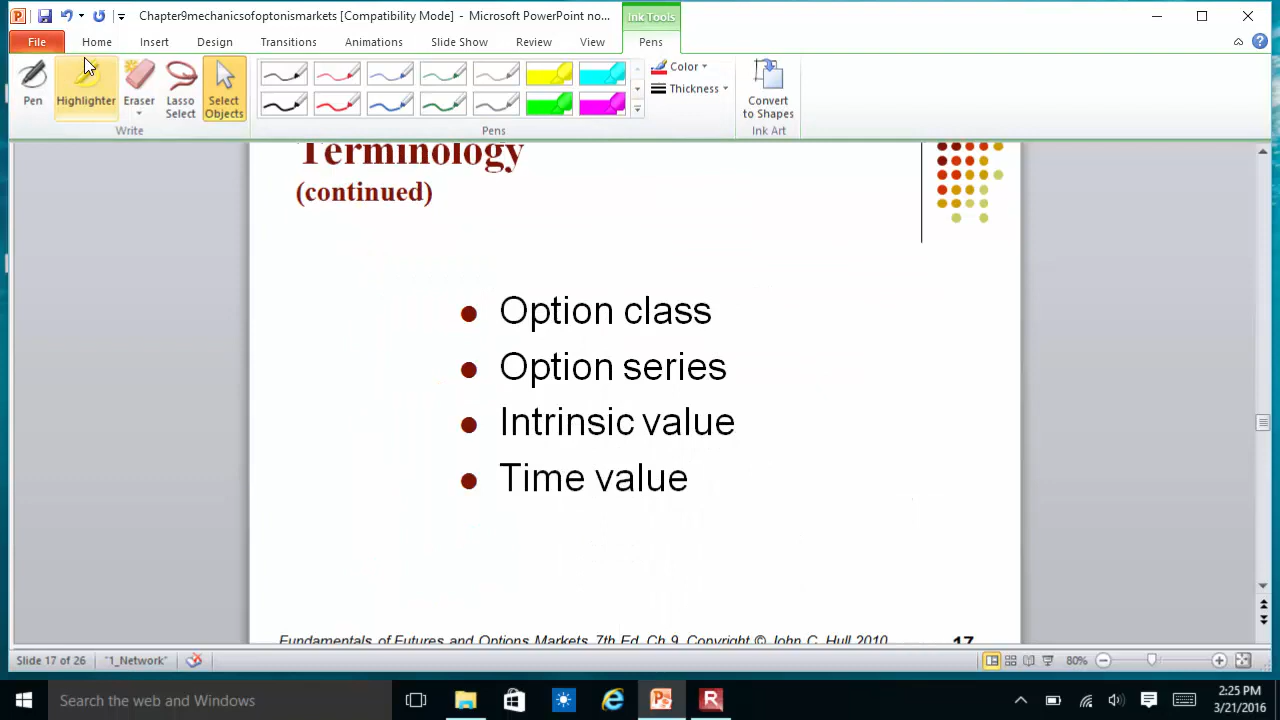 Chapter9mechanicsofoptonismarkets [Compatibility Mode] - Microsoft PowerPoint no...
Ink Tools
File Home Insert Design Transitions Animations Slide Show Review View Pens
Pen Highlighter Eraser Lasso Select Select Objects
Color Thickness
Convert to Shapes
Write Pens Ink Art
Terminology
(continued)
Option class
Option series
Intrinsic value
Time value
Fundamentals of Futures and Options Markets, 7th Ed, Ch 9, Copyright © John C. Hull 2010 17
Slide 17 of 26 "1_Network" 80%
Search the web and Windows
2:25 PM
3/21/2016